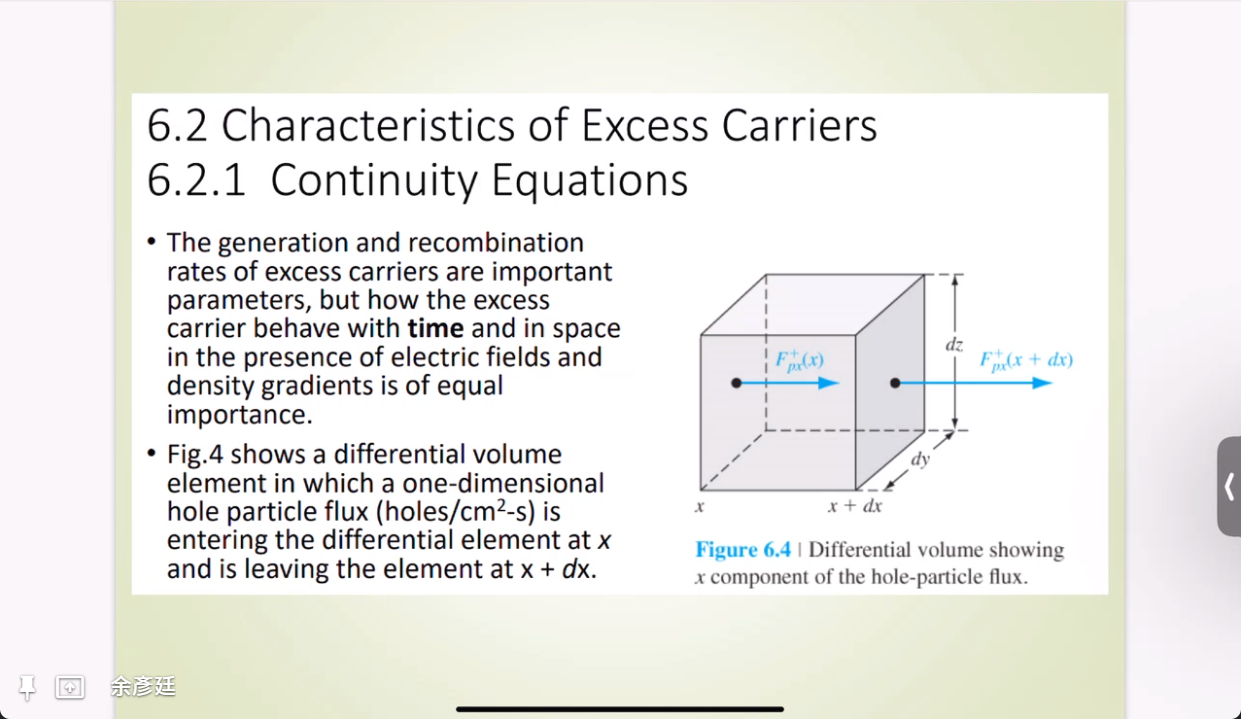 6.2 Characteristics of Excess Carriers
6.2.1 Continuity Equations
• The generation and recombination
rates of excess carriers are important
parameters, but how the excess
carrier behave with time and in space
in the presence of electric fields and
density gradients is of equal
importance.
• Fig.4 shows a differential volume
element in which a one-dimensional
hole particle flux (holes/cm²-s) is
entering the differential element at x
and is leaving the element at x + dx.
F⁺px(x)
dz
F⁺px(x + dx)
dy
x
x + dx
Figure 6.4 | Differential volume showing
x component of the hole-particle flux.
余彥廷